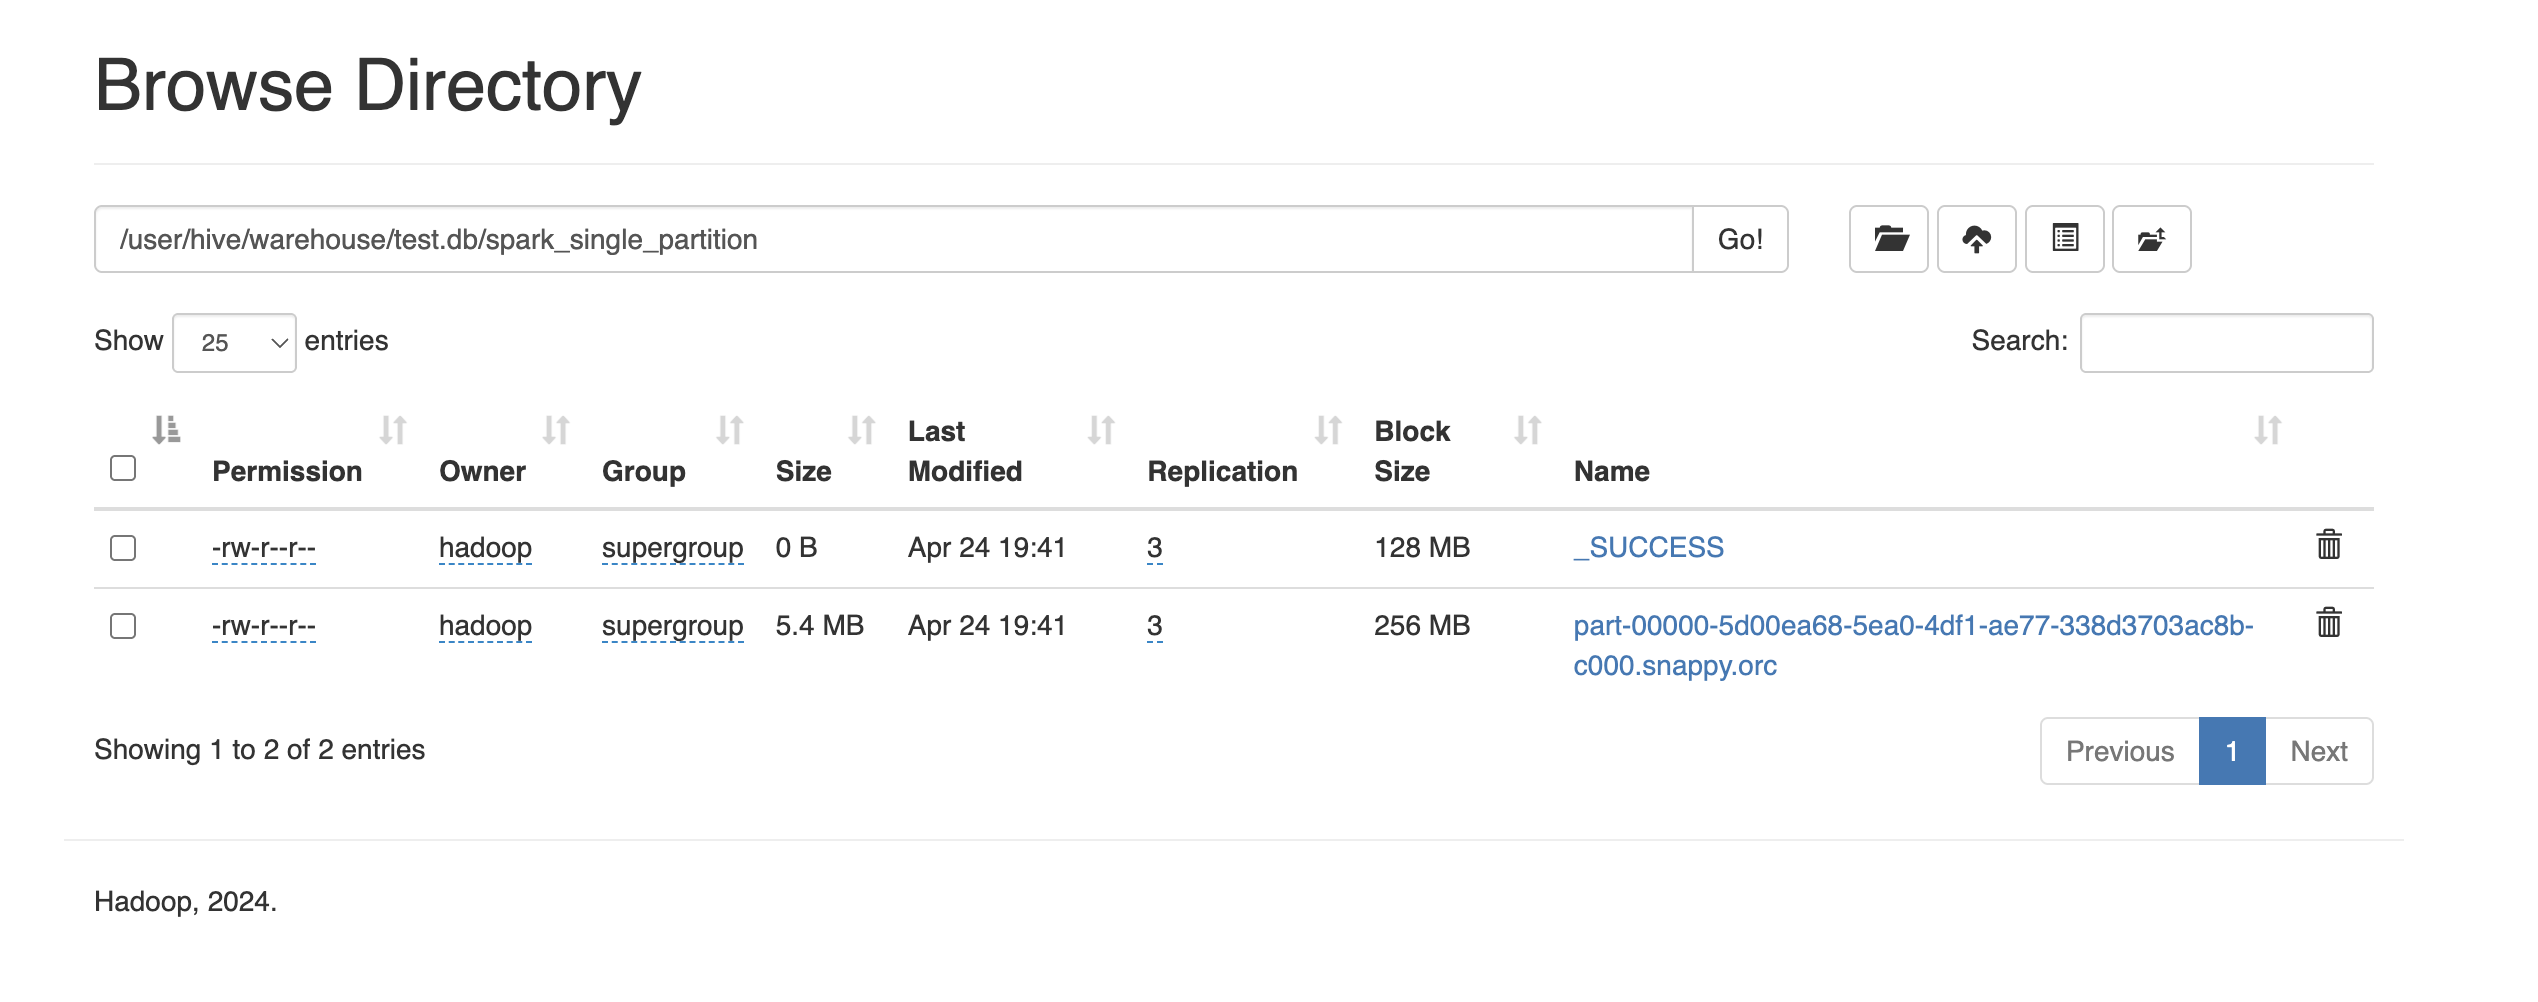 Browse Directory
/user/hive/warehouse/test.db/spark_single_partition Go!
Show 25 entries Search:
Permission Owner Group Size Last Modified Replication Block Size Name
-rw-r--r-- hadoop supergroup 0 B Apr 24 19:41 3 128 MB _SUCCESS
-rw-r--r-- hadoop supergroup 5.4 MB Apr 24 19:41 3 256 MB part-00000-5d00ea68-5ea0-4df1-ae77-338d3703ac8b-
c000.snappy.orc
Showing 1 to 2 of 2 entries Previous 1 Next
Hadoop, 2024.